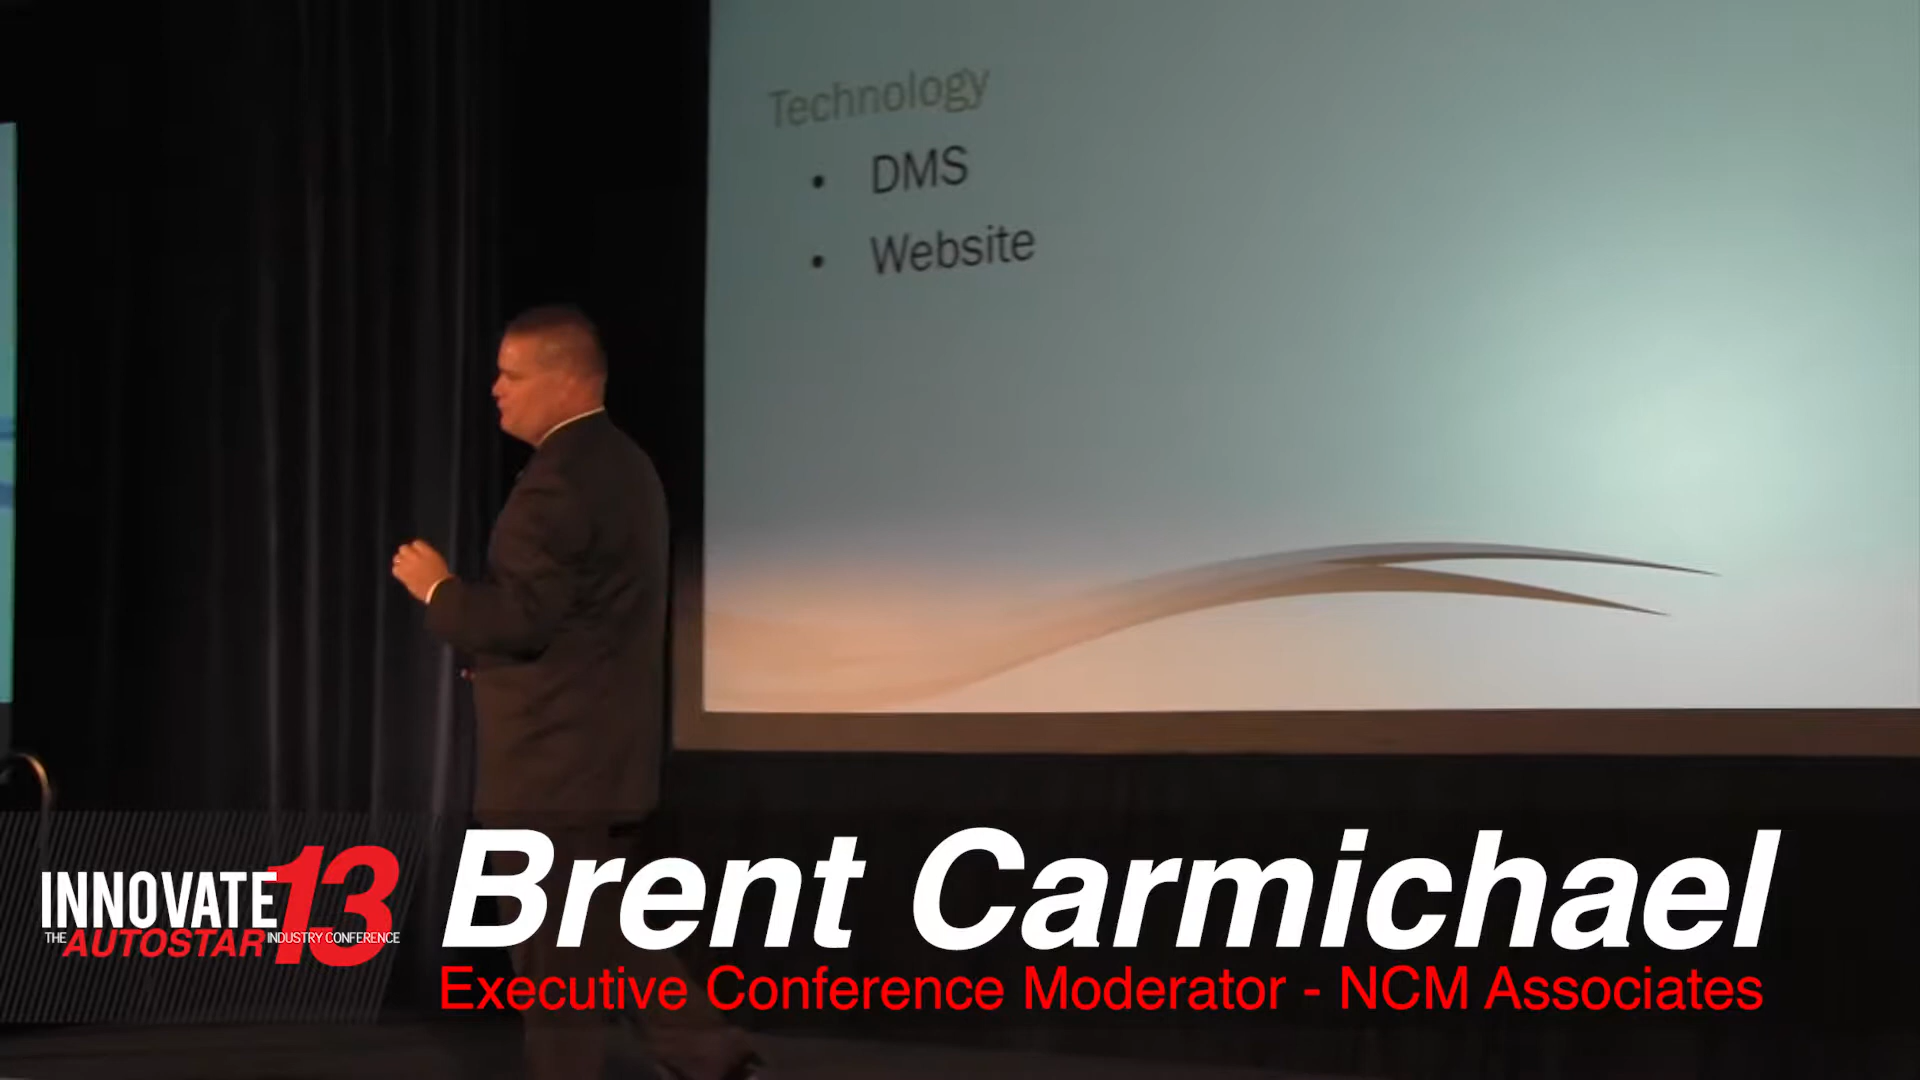 Technology
• DMS
• Website
INNOVATE 13
THE AUTOSTAR INDUSTRY CONFERENCE
Brent Carmichael
Executive Conference Moderator - NCM Associates